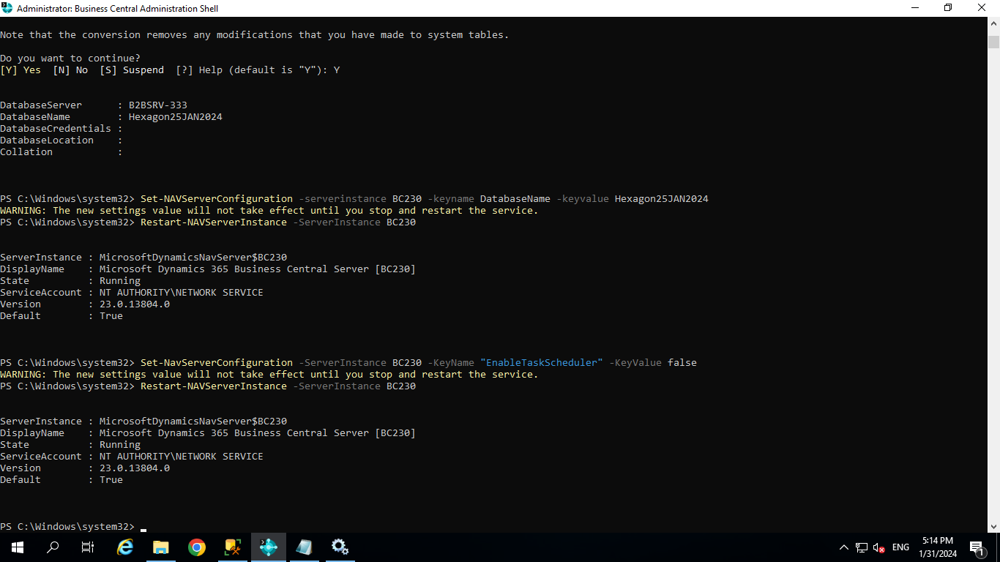 Administrator: Business Central Administration Shell
Note that the conversion removes any modifications that you have made to system tables.
Do you want to continue?
[Y] Yes  [N] No  [S] Suspend  [?] Help (default is "Y"): Y
DatabaseServer      : B2BSRV-333
DatabaseName        : Hexagon25JAN2024
DatabaseCredentials :
DatabaseLocation    :
Collation           :
PS C:\Windows\system32> Set-NAVServerConfiguration -serverinstance BC230 -keyname DatabaseName -keyvalue Hexagon25JAN2024
WARNING: The new settings value will not take effect until you stop and restart the service.
PS C:\Windows\system32> Restart-NAVServerInstance -ServerInstance BC230
ServerInstance : MicrosoftDynamicsNavServer$BC230
DisplayName    : Microsoft Dynamics 365 Business Central Server [BC230]
State          : Running
ServiceAccount : NT AUTHORITY\NETWORK SERVICE
Version        : 23.0.13804.0
Default        : True
PS C:\Windows\system32> Set-NavServerConfiguration -ServerInstance BC230 -KeyName "EnableTaskScheduler" -KeyValue false
WARNING: The new settings value will not take effect until you stop and restart the service.
PS C:\Windows\system32> Restart-NAVServerInstance -ServerInstance BC230
ServerInstance : MicrosoftDynamicsNavServer$BC230
DisplayName    : Microsoft Dynamics 365 Business Central Server [BC230]
State          : Running
ServiceAccount : NT AUTHORITY\NETWORK SERVICE
Version        : 23.0.13804.0
Default        : True
PS C:\Windows\system32>
ENG
5:14 PM
1/31/2024
1